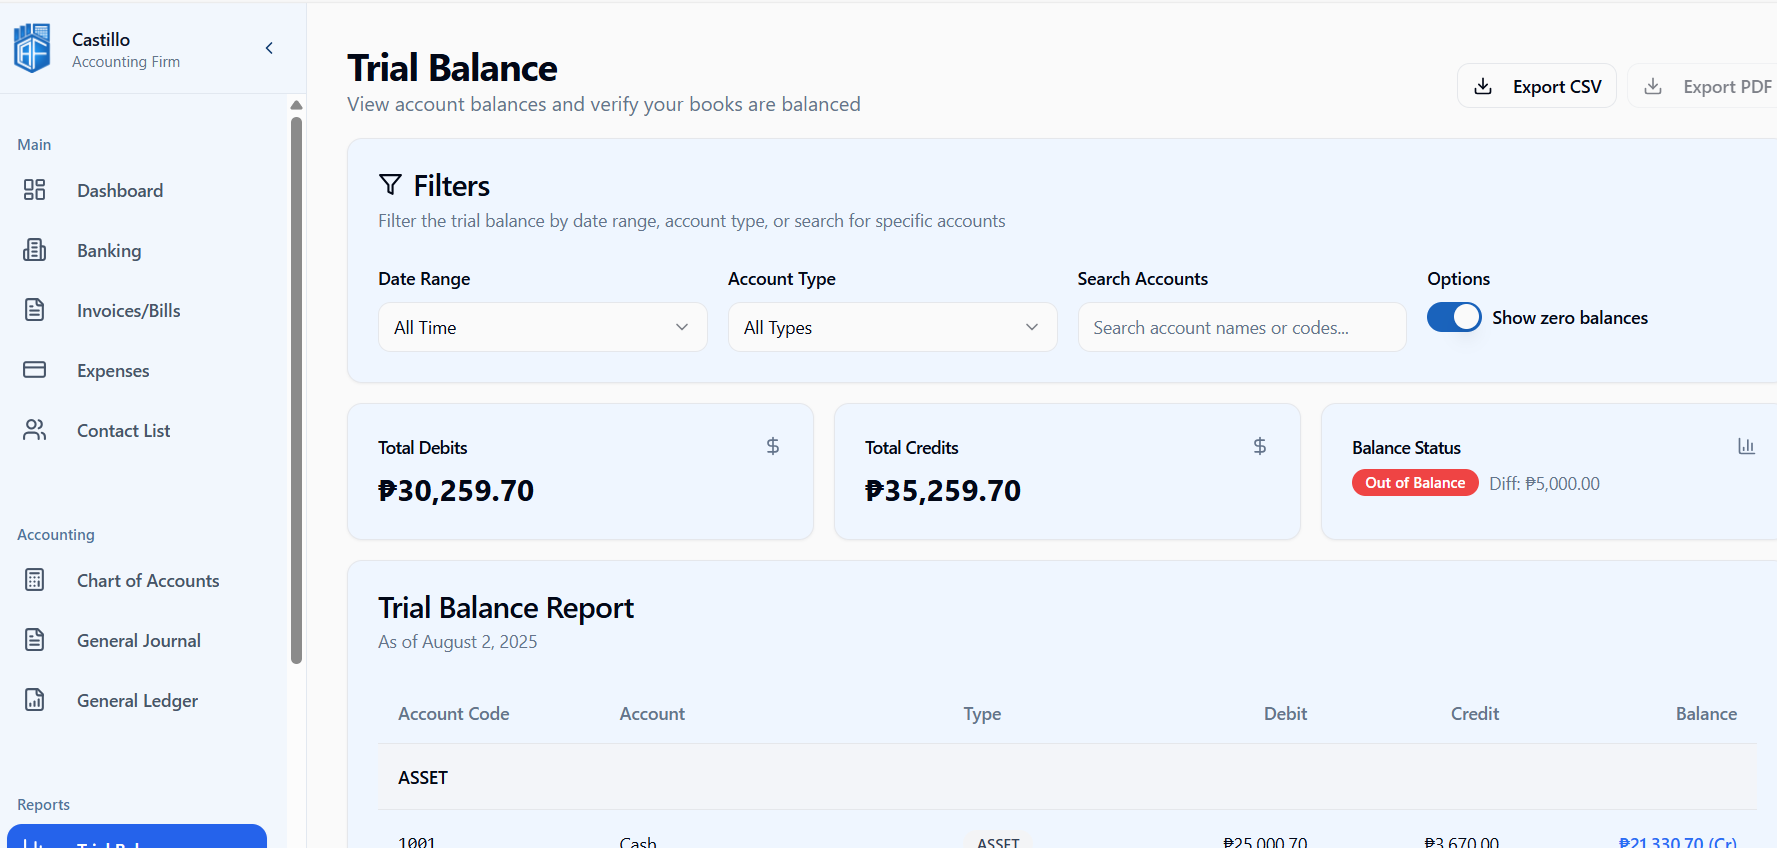 Castillo
Accounting Firm
Main
Dashboard
Banking
Invoices/Bills
Expenses
Contact List
Accounting
Chart of Accounts
General Journal
General Ledger
Reports
Trial Bal
Trial Balance
View account balances and verify your books are balanced
Export CSV
Export PDF
Filters
Filter the trial balance by date range, account type, or search for specific accounts
Date Range
Account Type
Search Accounts
Options
All Time
All Types
Search account names or codes...
Show zero balances
Total Debits
₱30,259.70
Total Credits
₱35,259.70
Balance Status
Out of Balance Diff: ₱5,000.00
Trial Balance Report
As of August 2, 2025
Account Code Account Type Debit Credit Balance
ASSET
1001 Cash ASSET ₱25,000.70 ₱3,670.00 ₱21,330.70 (Cr)